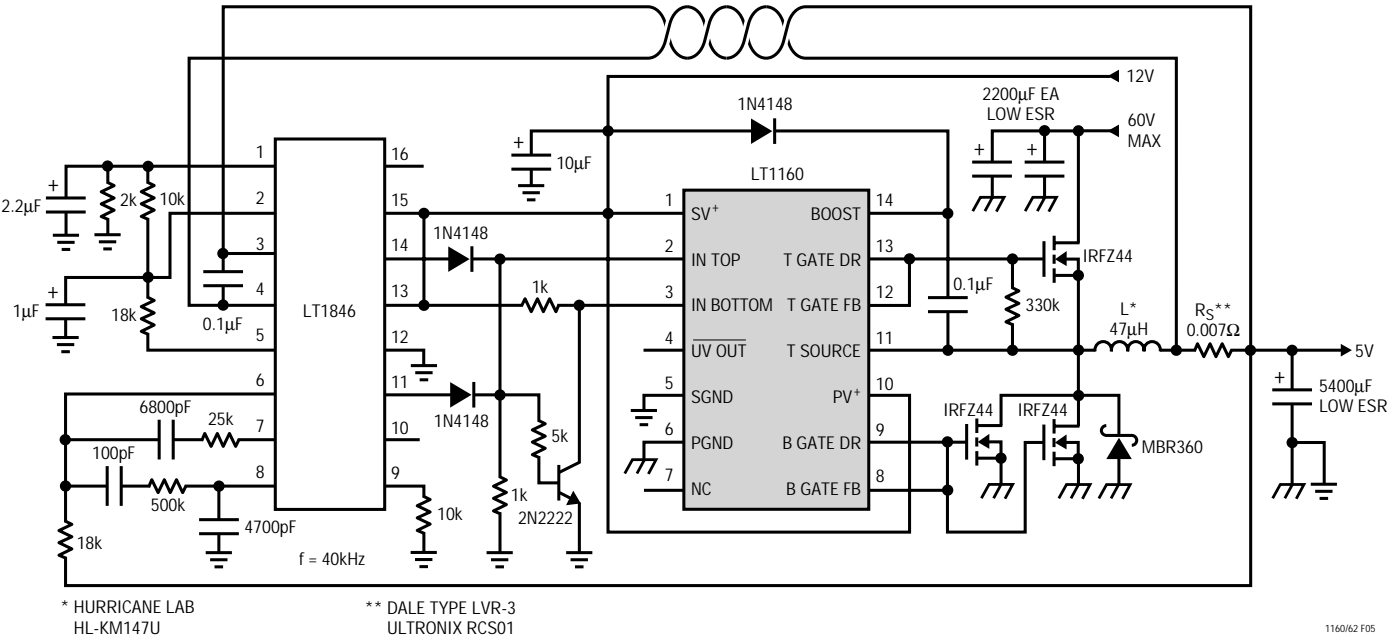 12V
1N4148
2200µF EA
LOW ESR
60V
MAX
+
10µF
+
+
LT1160
1
16
2.2µF
+
2k
10k
2
15
1
SV+
BOOST
14
3
14
1N4148
2
IN TOP
T GATE DR
13
IRFZ44
1µF
+
18k
4
0.1µF
LT1846
13
1k
3
IN BOTTOM
T GATE FB
12
0.1µF
330k
L*
47µH
RS**
0.007Ω
5
12
4
UV OUT
T SOURCE
11
5V
6
11
1N4148
5
SGND
PV+
10
+
5400µF
LOW ESR
6800pF
25k
7
10
5k
6
PGND
B GATE DR
9
IRFZ44
IRFZ44
MBR360
100pF
500k
8
9
1k
2N2222
7
NC
B GATE FB
8
4700pF
10k
18k
f = 40kHz
* HURRICANE LAB
HL-KM147U
** DALE TYPE LVR-3
ULTRONIX RCS01
1160/62 F05